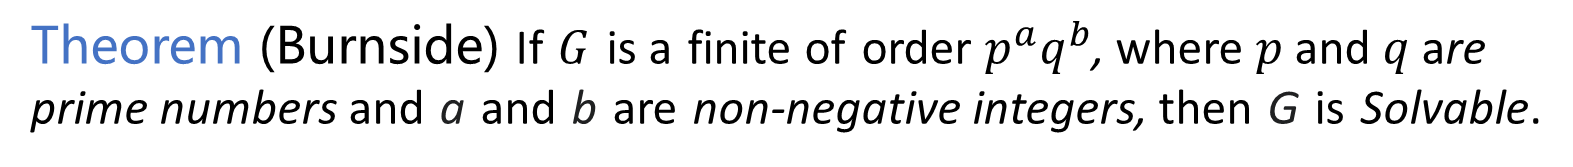 Theorem (Burnside) If G is a finite of order pᵃqᵇ, where p and q are
prime numbers and a and b are non-negative integers, then G is Solvable.